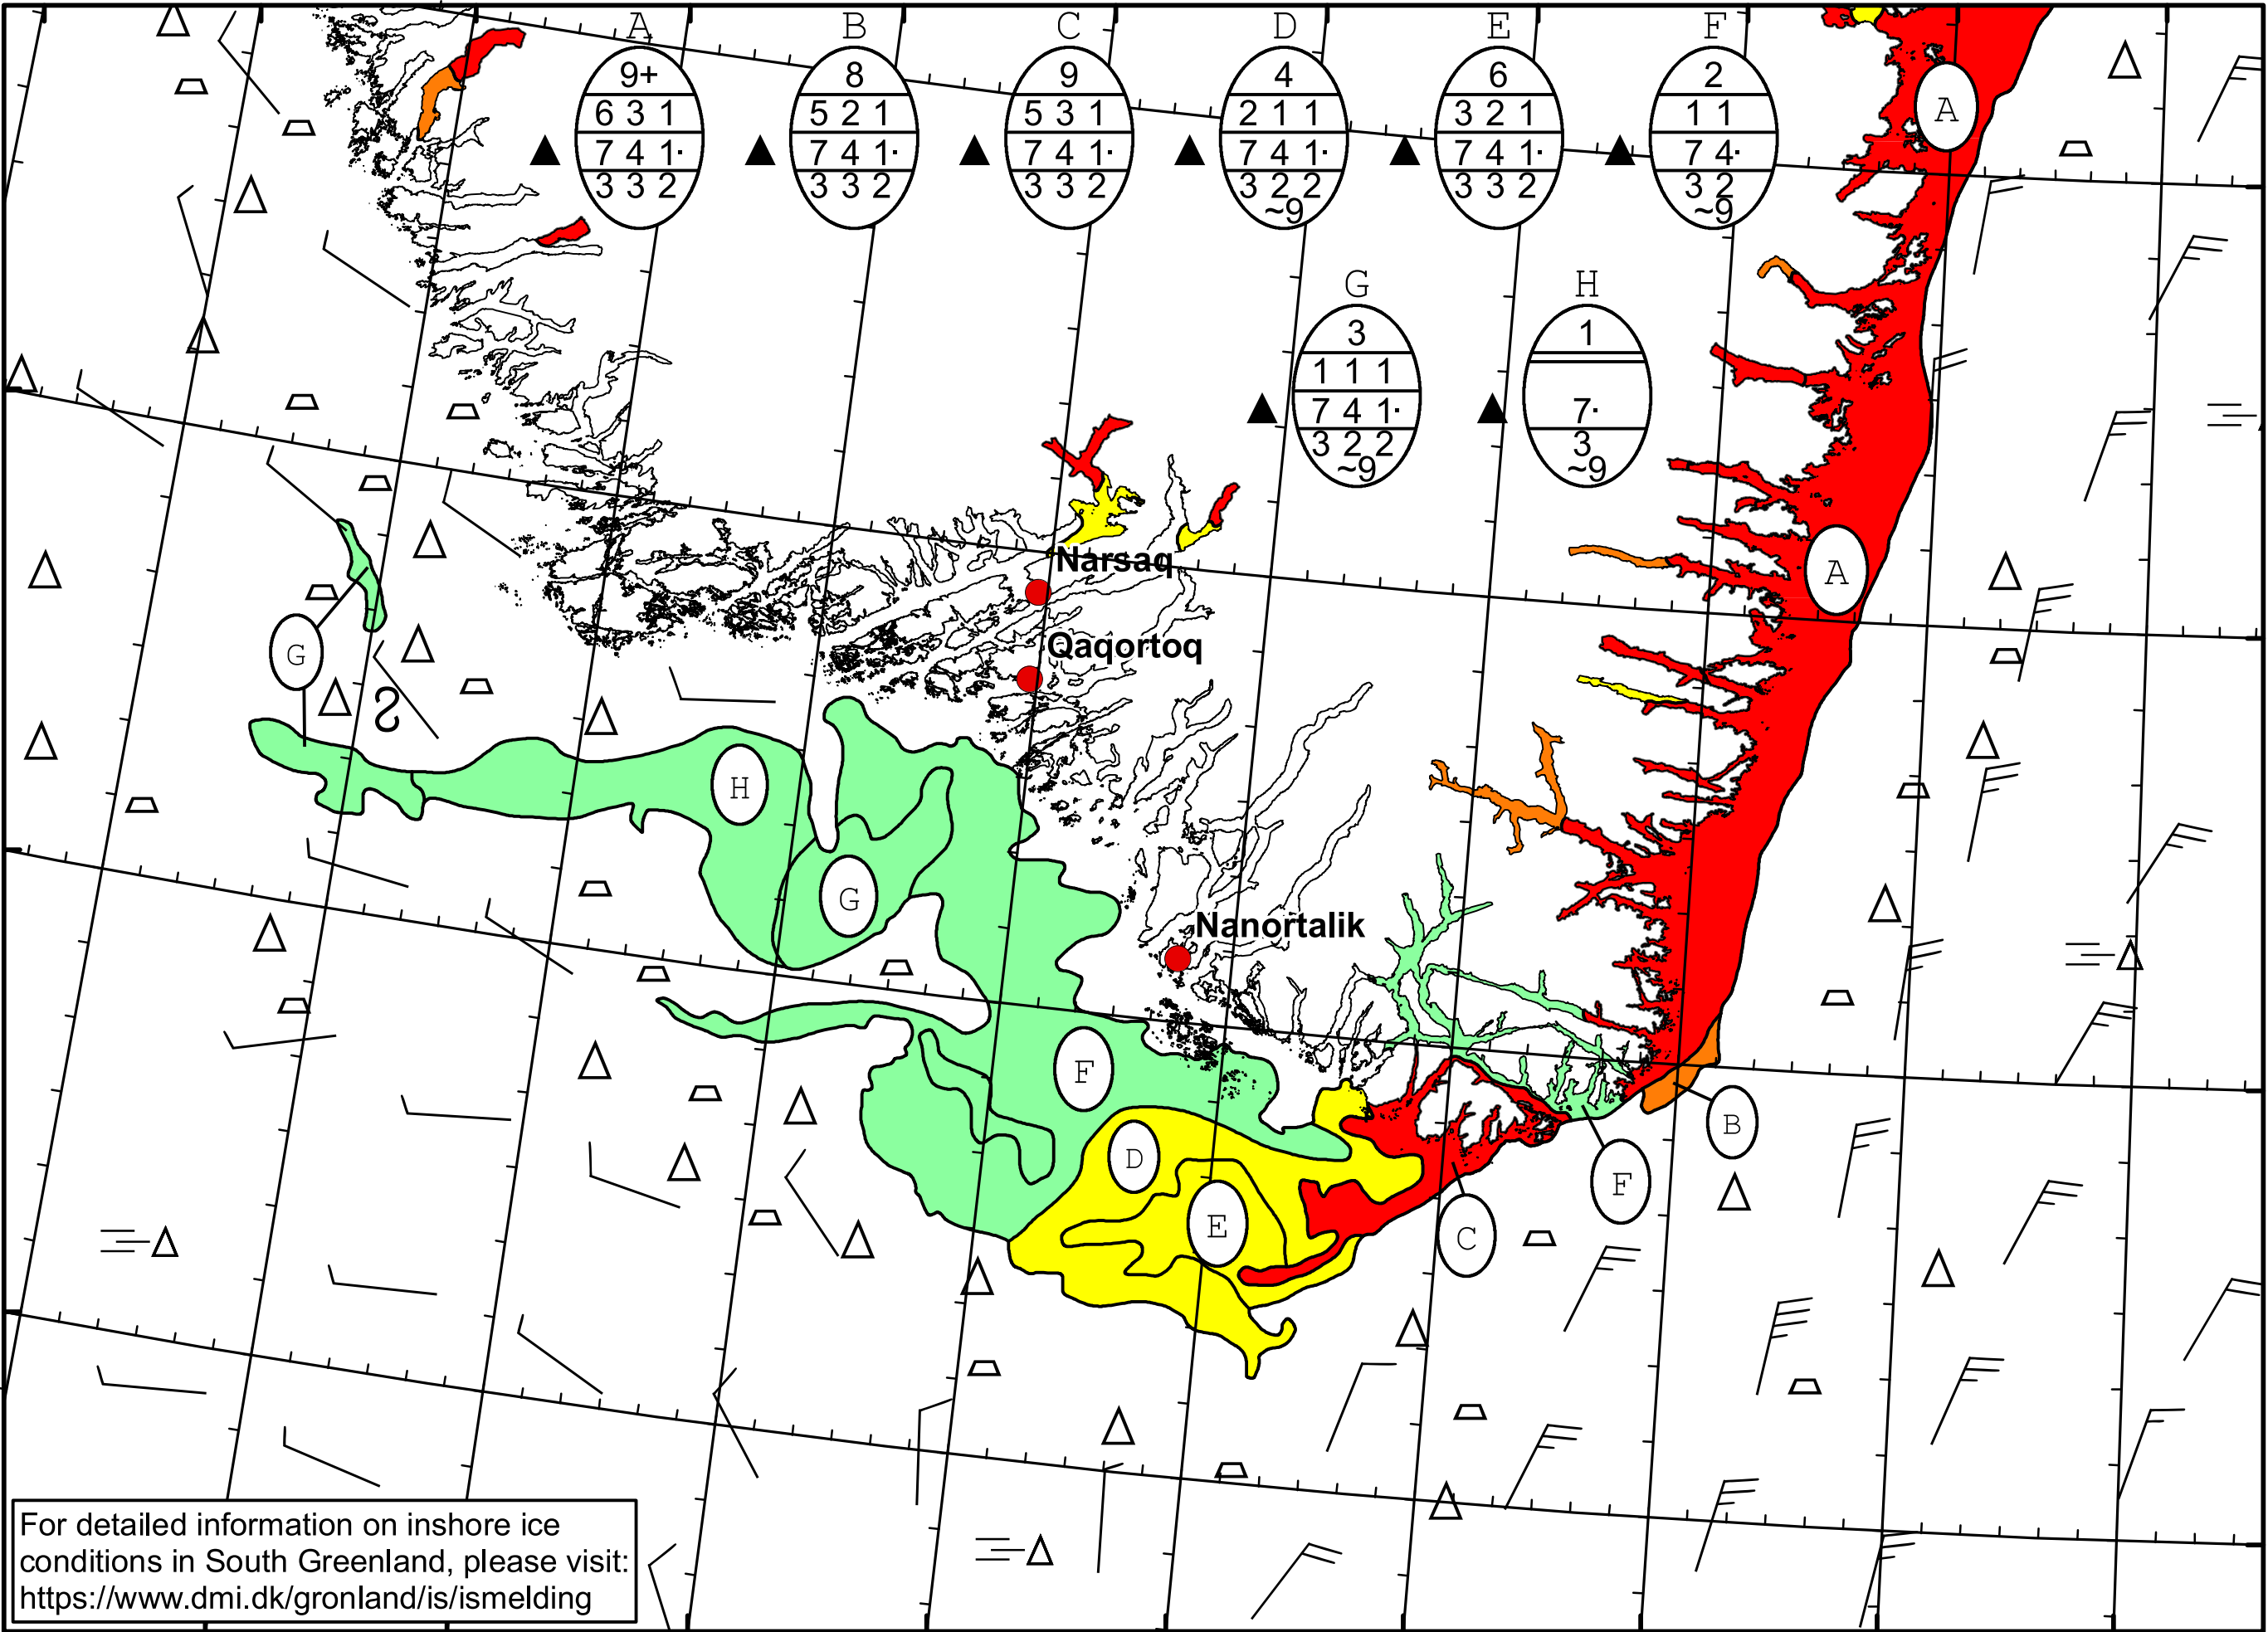 A B C D E F
9+ 8 9 4 6 2
6 3 1 5 2 1 5 3 1 2 1 1 3 2 1 1 1
7 4 1· 7 4 1· 7 4 1· 7 4 1· 7 4 1· 7 4·
3 3 2 3 3 2 3 3 2 3 2 2 3 3 2 3 2
~9 ~9
A
G H
3 1
1 1 1
7 4 1· 7·
3 2 2 3
~9 ~9
Narsaq
A
Qaqortoq
G
H
G
Nanortalik
F
B
D
F
E
C
For detailed information on inshore ice
conditions in South Greenland, please visit:
https://www.dmi.dk/gronland/is/ismelding